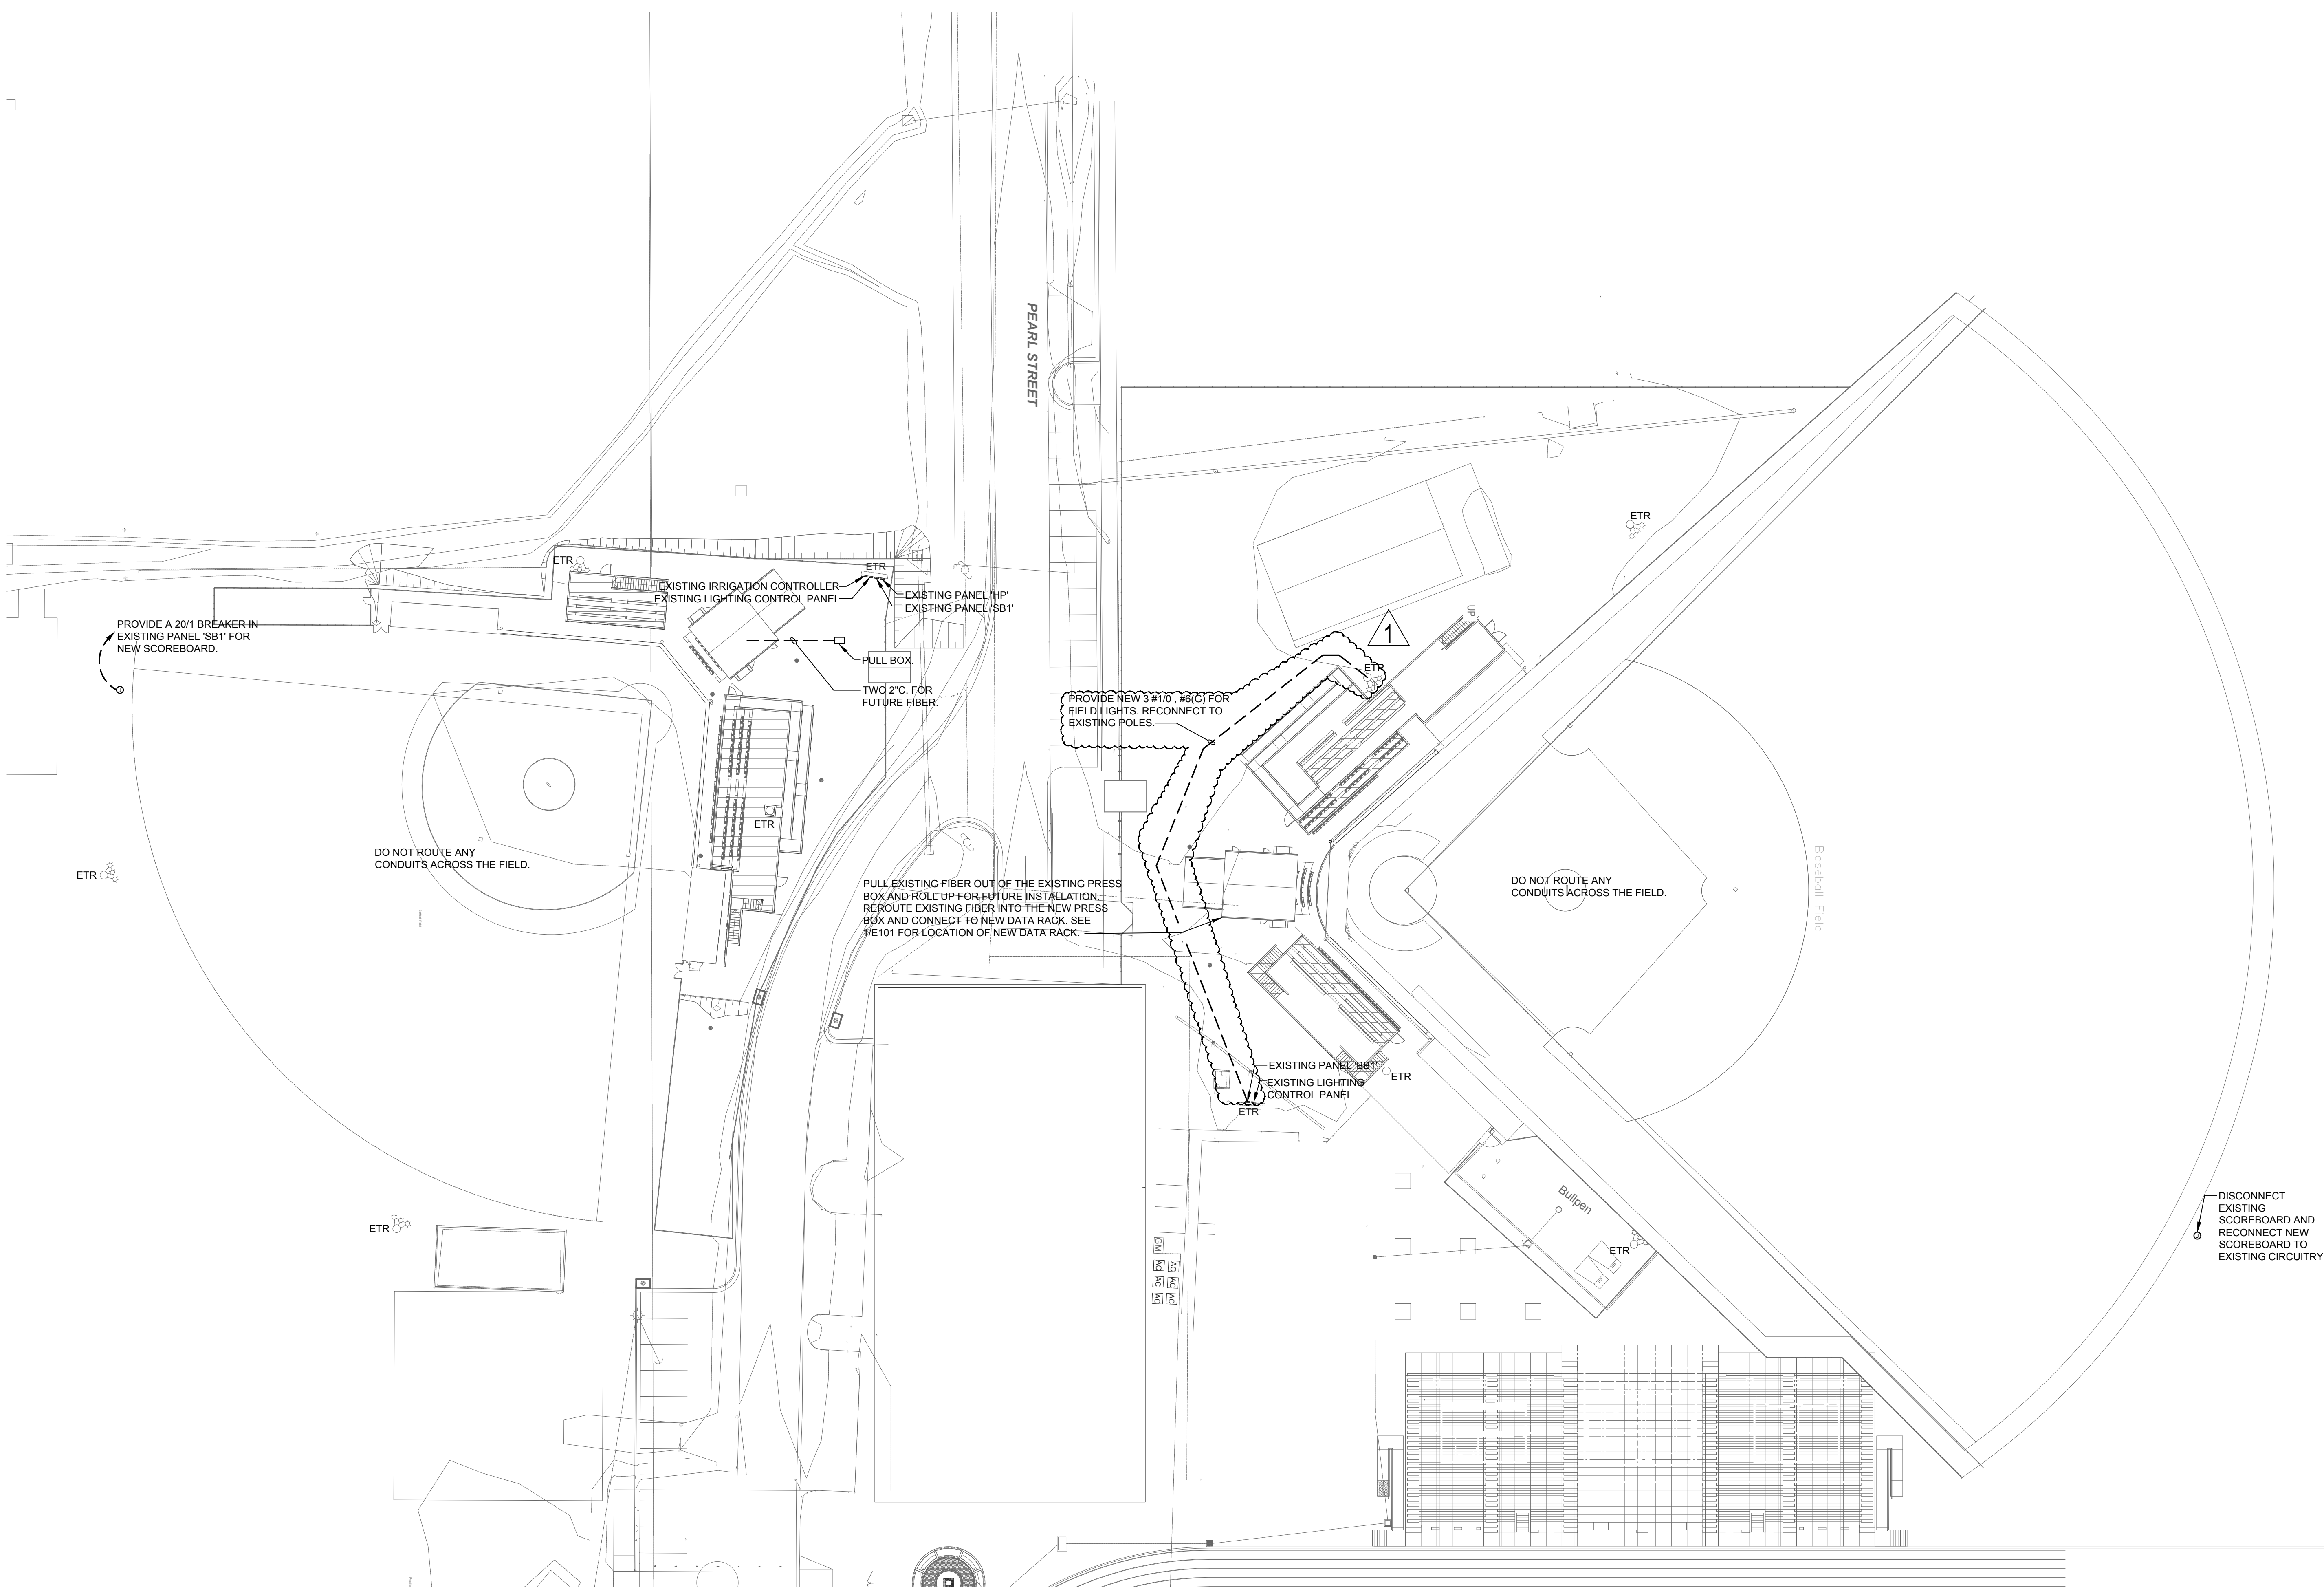 PEARL STREET
ETR
ETR
ETR
EXISTING IRRIGATION CONTROLLER
EXISTING LIGHTING CONTROL PANEL
EXISTING PANEL 'HP'
EXISTING PANEL 'SB1'
PROVIDE A 20/1 BREAKER IN
EXISTING PANEL 'SB1' FOR
NEW SCOREBOARD.
J
PULL BOX.
TWO 2"C. FOR
FUTURE FIBER.
UP
1
ETR
PROVIDE NEW 3 #1/0 , #6(G) FOR
FIELD LIGHTS. RECONNECT TO
EXISTING POLES.
ETR
DO NOT ROUTE ANY
CONDUITS ACROSS THE FIELD.
ETR
PULL EXISTING FIBER OUT OF THE EXISTING PRESS
BOX AND ROLL UP FOR FUTURE INSTALLATION.
REROUTE EXISTING FIBER INTO THE NEW PRESS
BOX AND CONNECT TO NEW DATA RACK. SEE
1/E101 FOR LOCATION OF NEW DATA RACK.
DO NOT ROUTE ANY
CONDUITS ACROSS THE FIELD.
Baseball Field
EXISTING PANEL 'BB1'
EXISTING LIGHTING
CONTROL PANEL
ETR
ETR
Bullpen
ETR
ETR
GM
AC AC
AC AC
AC AC
DISCONNECT
EXISTING
SCOREBOARD AND
RECONNECT NEW
SCOREBOARD TO
EXISTING CIRCUITRY
J